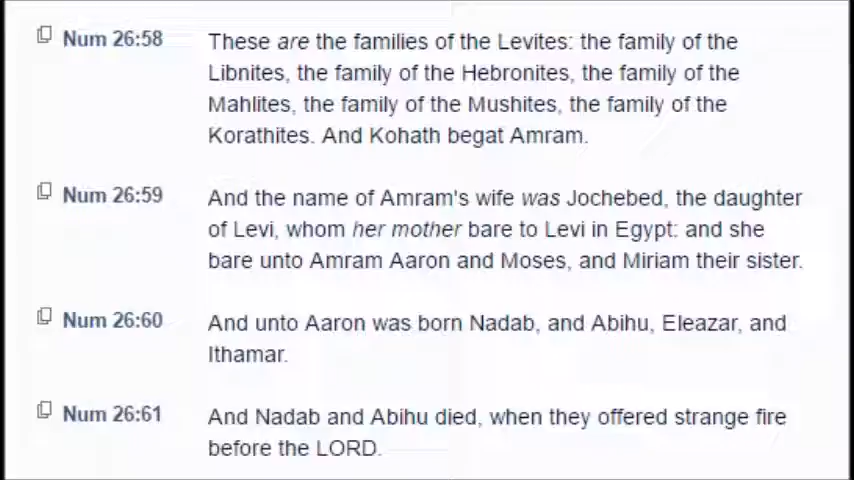 Num 26:58 These are the families of the Levites: the family of the
Libnites, the family of the Hebronites, the family of the
Mahlites, the family of the Mushites, the family of the
Korathites. And Kohath begat Amram.
Num 26:59 And the name of Amram's wife was Jochebed, the daughter
of Levi, whom her mother bare to Levi in Egypt: and she
bare unto Amram Aaron and Moses, and Miriam their sister.
Num 26:60 And unto Aaron was born Nadab, and Abihu, Eleazar, and
Ithamar.
Num 26:61 And Nadab and Abihu died, when they offered strange fire
before the LORD.